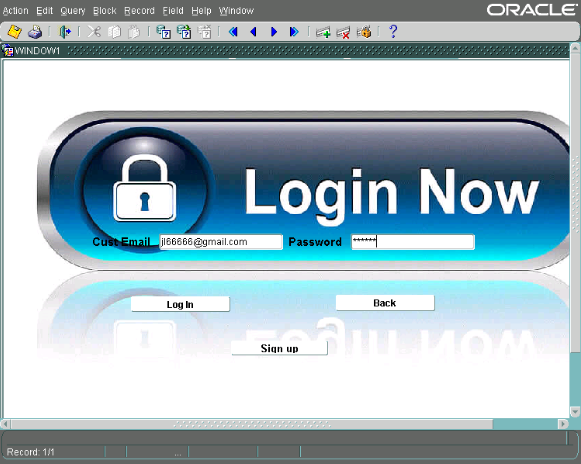 Action Edit Query Block Record Field Help Window ORACLE
WINDOW1
Login Now
Cust Email jl66666@gmail.com Password ******
Log In Back
Sign up
Record: 1/1 ...